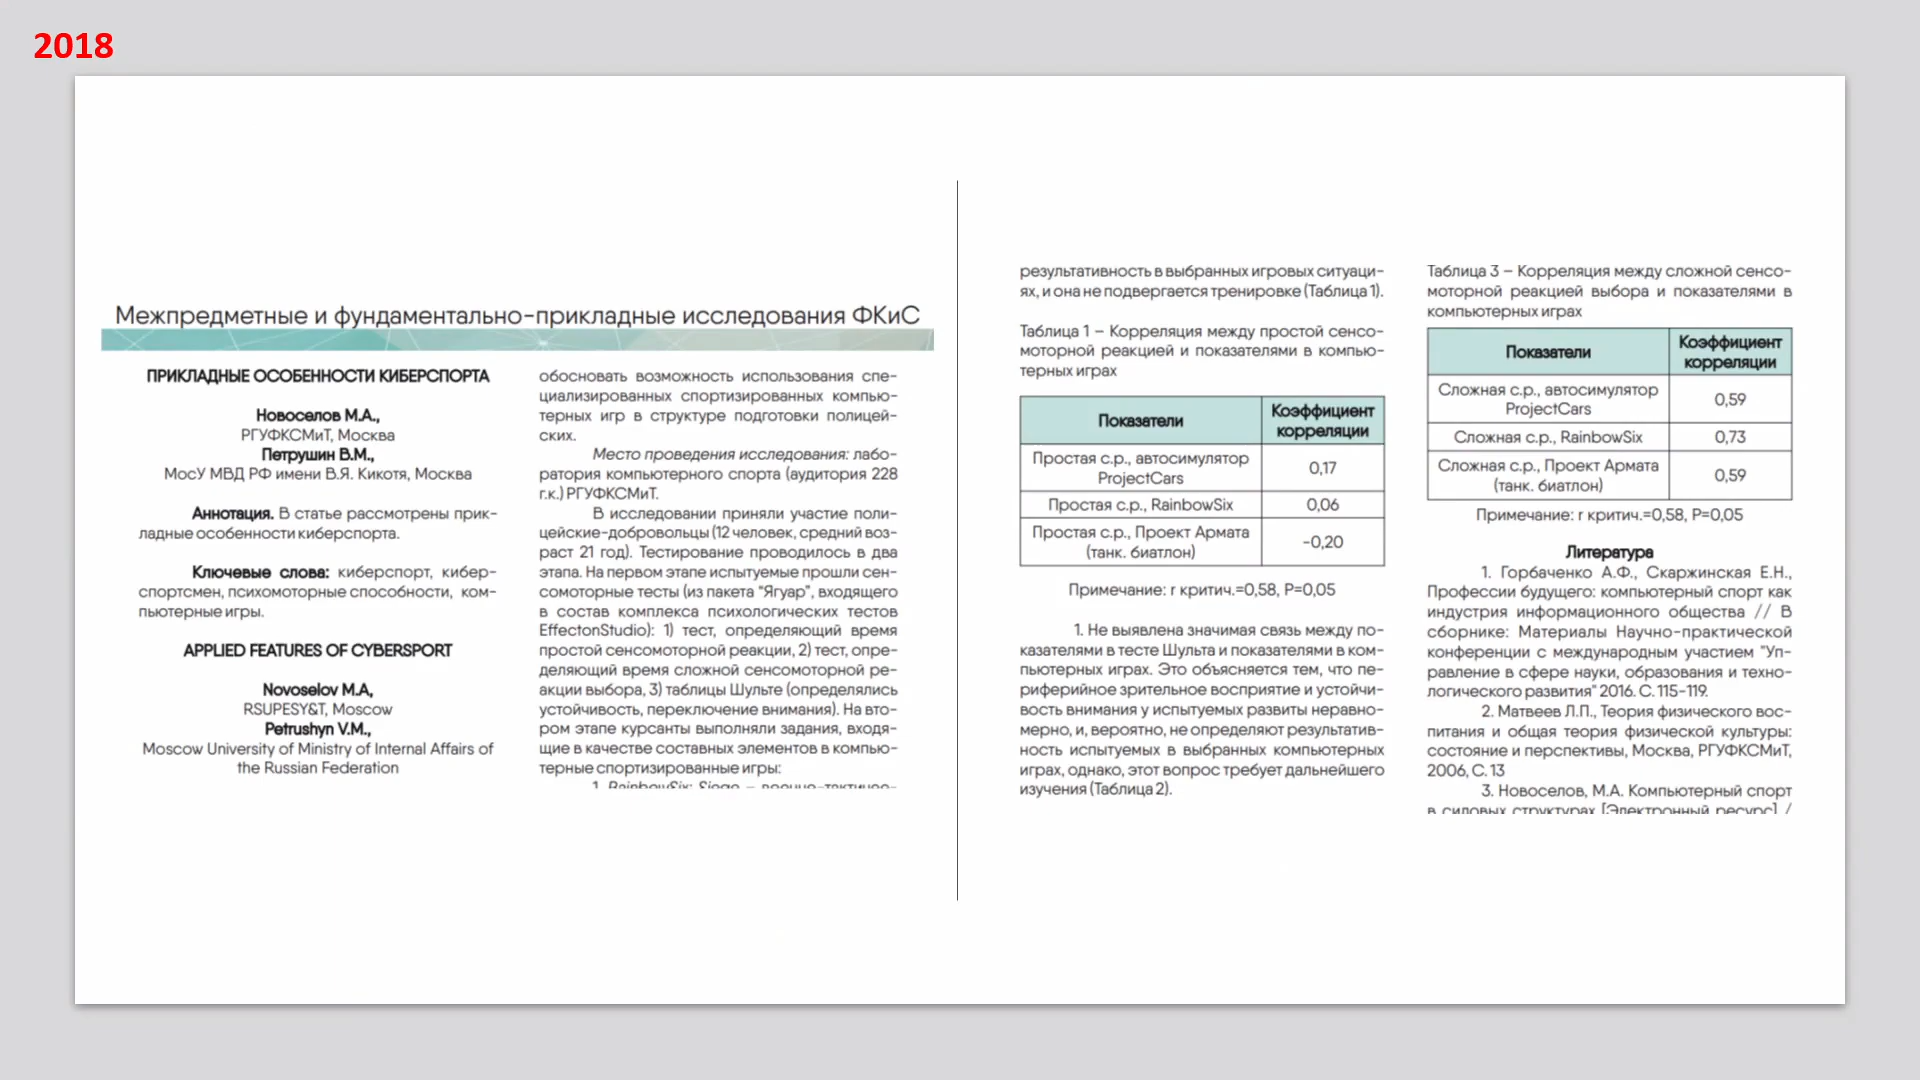 2018
Межпредметные и фундаментально-прикладные исследования ФКиС
ПРИКЛАДНЫЕ ОСОБЕННОСТИ КИБЕРСПОРТА
Новоселов М.А.,
РГУФКСМиТ, Москва
Петрушин В.М.,
МосУ МВД РФ имени В.Я. Кикотя, Москва
Аннотация. В статье рассмотрены прик-
ладные особенности киберспорта.
Ключевые слова: киберспорт, кибер-
спортсмен, психомоторные способности, ком-
пьютерные игры.
APPLIED FEATURES OF CYBERSPORT
Novoselov M.A,
RSUPESY&T, Moscow
Petrushyn V.M.,
Moscow University of Ministry of Internal Affairs of
the Russian Federation
обосновать возможность использования спе-
циализированных спортизированных компью-
терных игр в структуре подготовки полицей-
ских.
Место проведения исследования: лабо-
ратория компьютерного спорта (аудитория 228
г.к.) РГУФКСМиТ.
В исследовании приняли участие поли-
цейские-добровольцы (12 человек, средний воз-
раст 21 год). Тестирование проводилось в два
этапа. На первом этапе испытуемые прошли сен-
сомоторные тесты (из пакета "Ягуар", входящего
в состав комплекса психологических тестов
EffectonStudio): 1) тест, определяющий время
простой сенсомоторной реакции, 2) тест, опре-
деляющий время сложной сенсомоторной ре-
акции выбора, 3) таблицы Шульте (определялись
устойчивость, переключение внимания). На вто-
ром этапе курсанты выполняли задания, входя-
щие в качестве составных элементов в компью-
терные спортизированные игры:
1. RainbowSix: Siege – военно-тактичес-
результативность в выбранных игровых ситуаци-
ях, и она не подвергается тренировке (Таблица 1).
Таблица 1 – Корреляция между простой сенсо-
моторной реакцией и показателями в компью-
терных играх
Показатели Коэффициент корреляции
Простая с.р., автосимулятор ProjectCars 0,17
Простая с.р., RainbowSix 0,06
Простая с.р., Проект Армата (танк. биатлон) -0,20
Примечание: r критич.=0,58, P=0,05
1. Не выявлена значимая связь между по-
казателями в тесте Шульта и показателями в ком-
пьютерных играх. Это объясняется тем, что пе-
риферийное зрительное восприятие и устойчи-
вость внимания у испытуемых развиты неравно-
мерно, и, вероятно, не определяют результатив-
ность испытуемых в выбранных компьютерных
играх, однако, этот вопрос требует дальнейшего
изучения (Таблица 2).
Таблица 3 – Корреляция между сложной сенсо-
моторной реакцией выбора и показателями в
компьютерных играх
Показатели Коэффициент корреляции
Сложная с.р., автосимулятор ProjectCars 0,59
Сложная с.р., RainbowSix 0,73
Сложная с.р., Проект Армата (танк. биатлон) 0,59
Примечание: r критич.=0,58, P=0,05
Литература
1. Горбаченко А.Ф., Скаржинская Е.Н.,
Профессии будущего: компьютерный спорт как
индустрия информационного общества // В
сборнике: Материалы Научно-практической
конференции с международным участием "Уп-
равление в сфере науки, образования и техно-
логического развития" 2016. С. 115-119.
2. Матвеев Л.П., Теория физического вос-
питания и общая теория физической культуры:
состояние и перспективы, Москва, РГУФКСМиТ,
2006, С. 13
3. Новоселов, М.А. Компьютерный спорт
в силовых структурах [Электронный ресурс] /